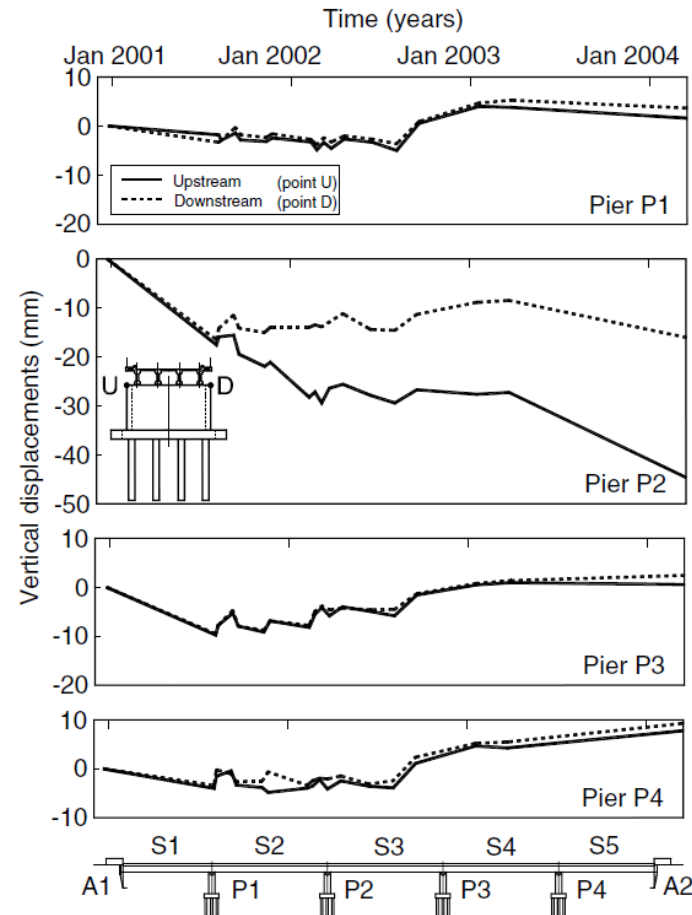 Time (years)
Jan 2001 Jan 2002 Jan 2003 Jan 2004
Vertical displacements (mm)
10
0
-10
-20
Upstream (point U)
Downstream (point D)
Pier P1
0
-10
-20
-30
-40
-50
U D
Pier P2
10
0
-10
-20
Pier P3
10
0
-10
Pier P4
S1 S2 S3 S4 S5
A1 P1 P2 P3 P4 A2